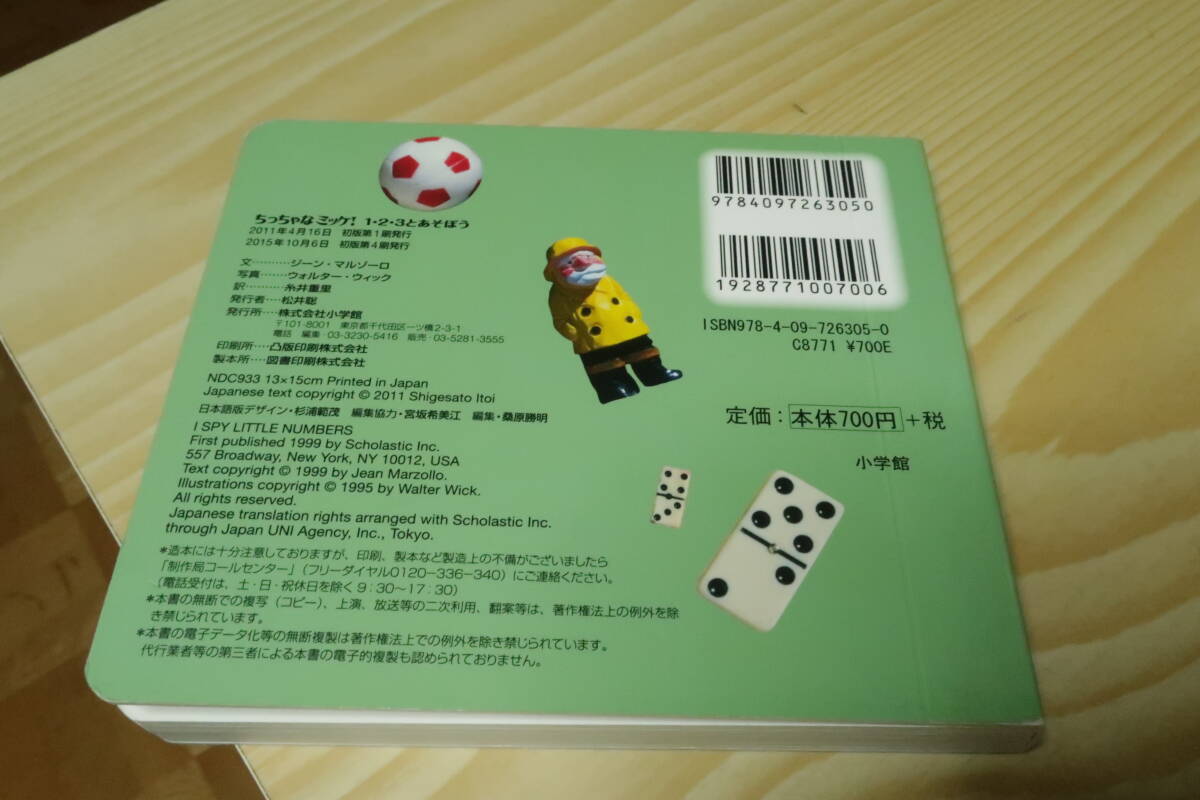 ちっちゃなミッケ! 1・2・3とあそぼう
2011年4月16日 初版第1刷発行
2015年10月6日 初版第4刷発行
文………ジーン・マルゾーロ
写真……ウォルター・ウィック
訳………糸井重里
発行者…松井聡
発行所…株式会社小学館
〒101-8001 東京都千代田区一ツ橋2-3-1
電話 編集・03-3230-5416 販売・03-5281-3555
印刷所…凸版印刷株式会社
製本所…図書印刷株式会社
NDC933 13×15cm Printed in Japan
Japanese text copyright © 2011 Shigesato Itoi
日本語版デザイン・杉浦範茂 編集協力・宮坂希美江 編集・桑原勝明
I SPY LITTLE NUMBERS
First published 1999 by Scholastic Inc.
557 Broadway, New York, NY 10012, USA
Text copyright © 1999 by Jean Marzollo.
Illustrations copyright © 1995 by Walter Wick.
All rights reserved.
Japanese translation rights arranged with Scholastic Inc.
through Japan UNI Agency, Inc., Tokyo.
*造本には十分注意しておりますが、印刷、製本など製造上の不備がございましたら
「制作局コールセンター」(フリーダイヤル0120-336-340)にご連絡ください。
(電話受付は、土・日・祝休日を除く9:30~17:30)
*本書の無断での複写(コピー)、上演、放送等の二次利用、翻案等は、著作権法上の例外を除
き禁じられています。
*本書の電子データ化等の無断複製は著作権法上での例外を除き禁じられています。
代行業者等の第三者による本書の電子的複製も認められておりません。
9784097263050
1928771007006
ISBN978-4-09-726305-0
C8771 ¥700E
定価:本体700円+税
小学館